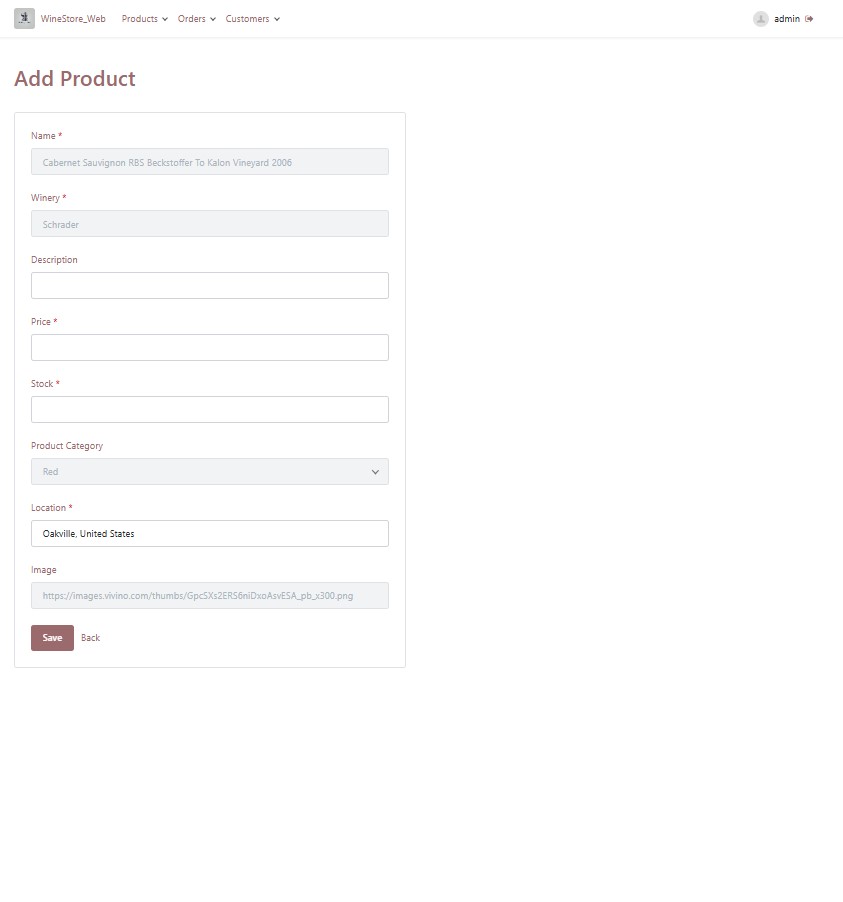 WineStore_Web Products Orders Customers admin
Add Product
Name *
Cabernet Sauvignon RBS Beckstoffer To Kalon Vineyard 2006
Winery *
Schrader
Description
Price *
Stock *
Product Category
Red
Location *
Oakville, United States
Image
https://images.vivino.com/thumbs/GpcSXs2ERS6niDxoAsvESA_pb_x300.png
Save Back